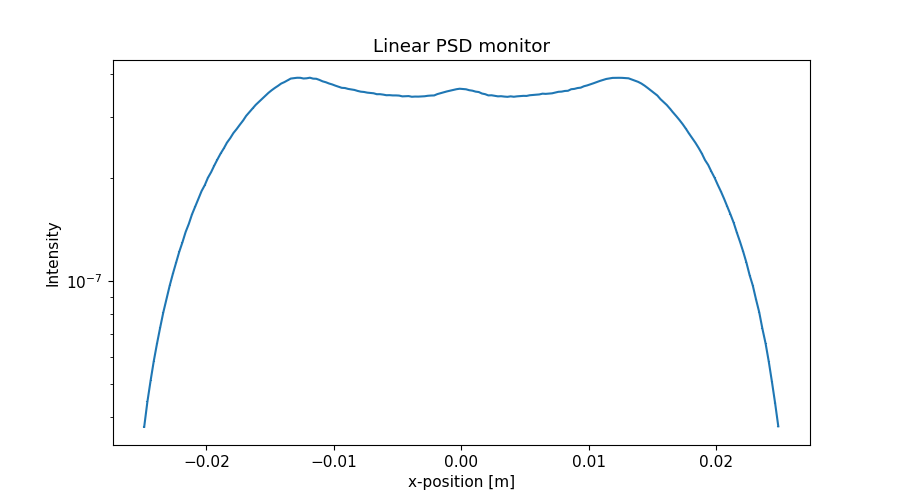 Linear PSD monitor
Intensity
10⁻⁷
−0.02 −0.01 0.00 0.01 0.02
x-position [m]